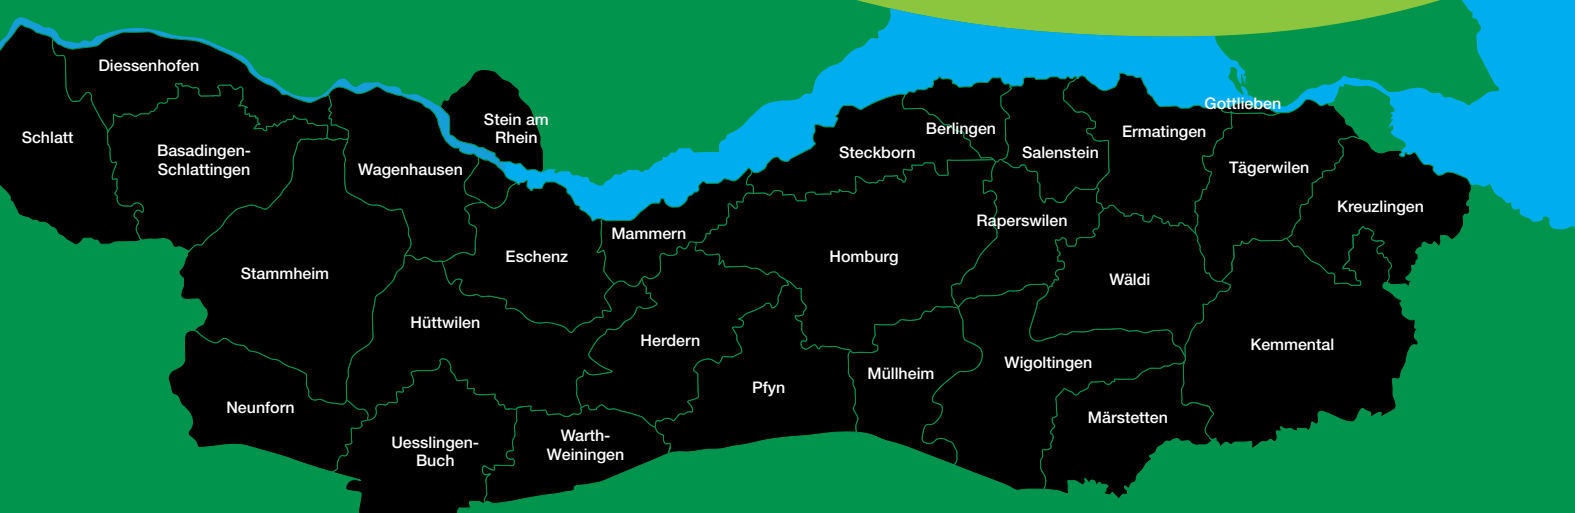 Diessenhofen
Schlatt
Basadingen-
Schlattingen
Wagenhausen
Stein am
Rhein
Steckborn
Berlingen
Salenstein
Ermatingen
Gottlieben
Tägerwilen
Kreuzlingen
Stammheim
Eschenz
Mammern
Homburg
Raperswilen
Wäldi
Hüttwilen
Herdern
Pfyn
Müllheim
Wigoltingen
Kemmental
Neunforn
Uesslingen-
Buch
Warth-
Weiningen
Märstetten